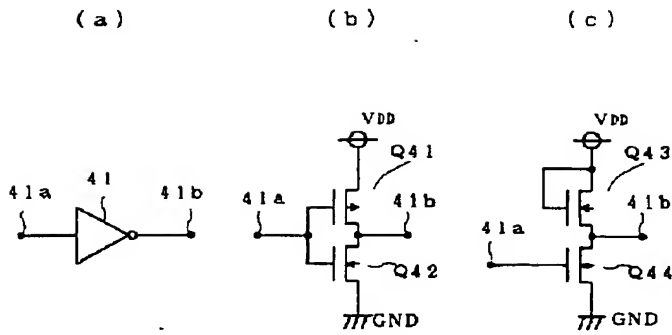 (a) (b) (c)
VDD VDD
Q41 Q43
41a 41 41b 41a 41b 41b
41a
Q42 Q44
GND GND